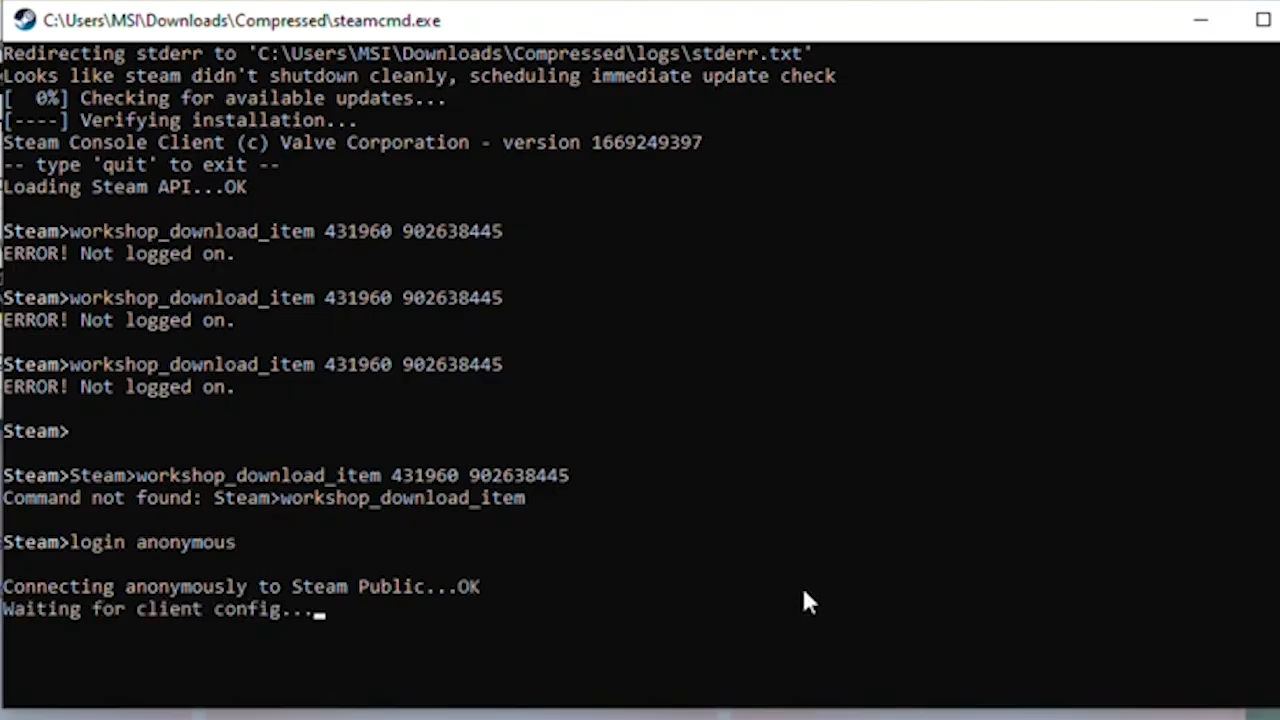 C:\Users\MSI\Downloads\Compressed\steamcmd.exe
Redirecting stderr to 'C:\Users\MSI\Downloads\Compressed\logs\stderr.txt'
Looks like steam didn't shutdown cleanly, scheduling immediate update check
[  0%] Checking for available updates...
[----] Verifying installation...
Steam Console Client (c) Valve Corporation - version 1669249397
-- type 'quit' to exit --
Loading Steam API...OK
Steam>workshop_download_item 431960 902638445
ERROR! Not logged on.
Steam>workshop_download_item 431960 902638445
ERROR! Not logged on.
Steam>workshop_download_item 431960 902638445
ERROR! Not logged on.
Steam>
Steam>Steam>workshop_download_item 431960 902638445
Command not found: Steam>workshop_download_item
Steam>login anonymous
Connecting anonymously to Steam Public...OK
Waiting for client config...